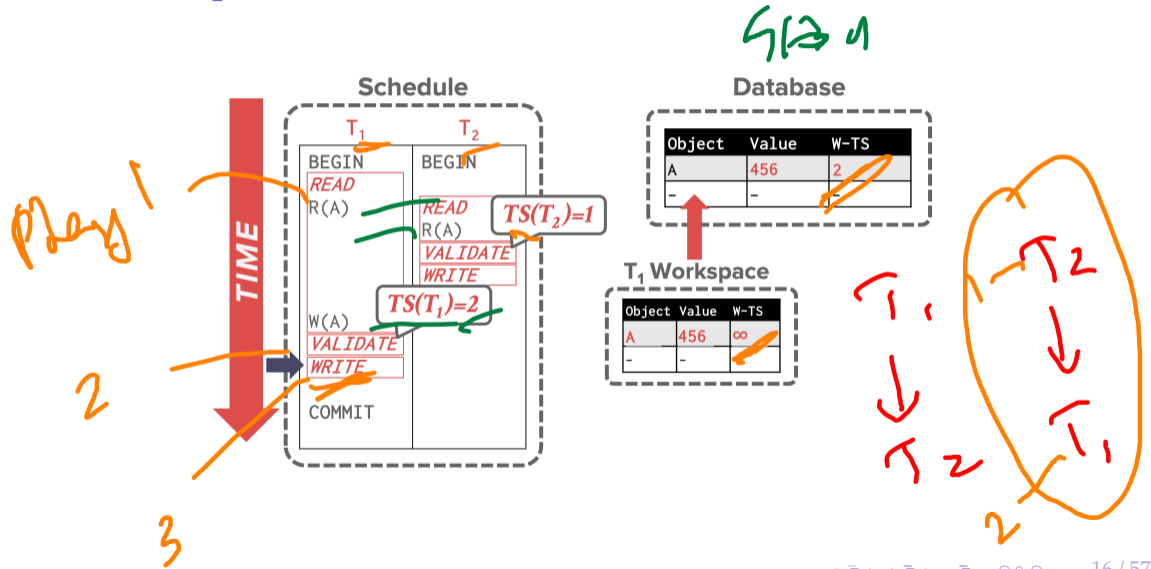 Schedule
Database
T1 T2
BEGIN BEGIN
READ
R(A)
READ
R(A)
VALIDATE
WRITE
TS(T2)=1
TS(T1)=2
W(A)
VALIDATE
WRITE
COMMIT
TIME
Object Value W-TS
A 456 2
- - -
T1 Workspace
Object Value W-TS
A 456 ∞
- - -
1
2
3
T1
T2
T2
T1
2
16/57